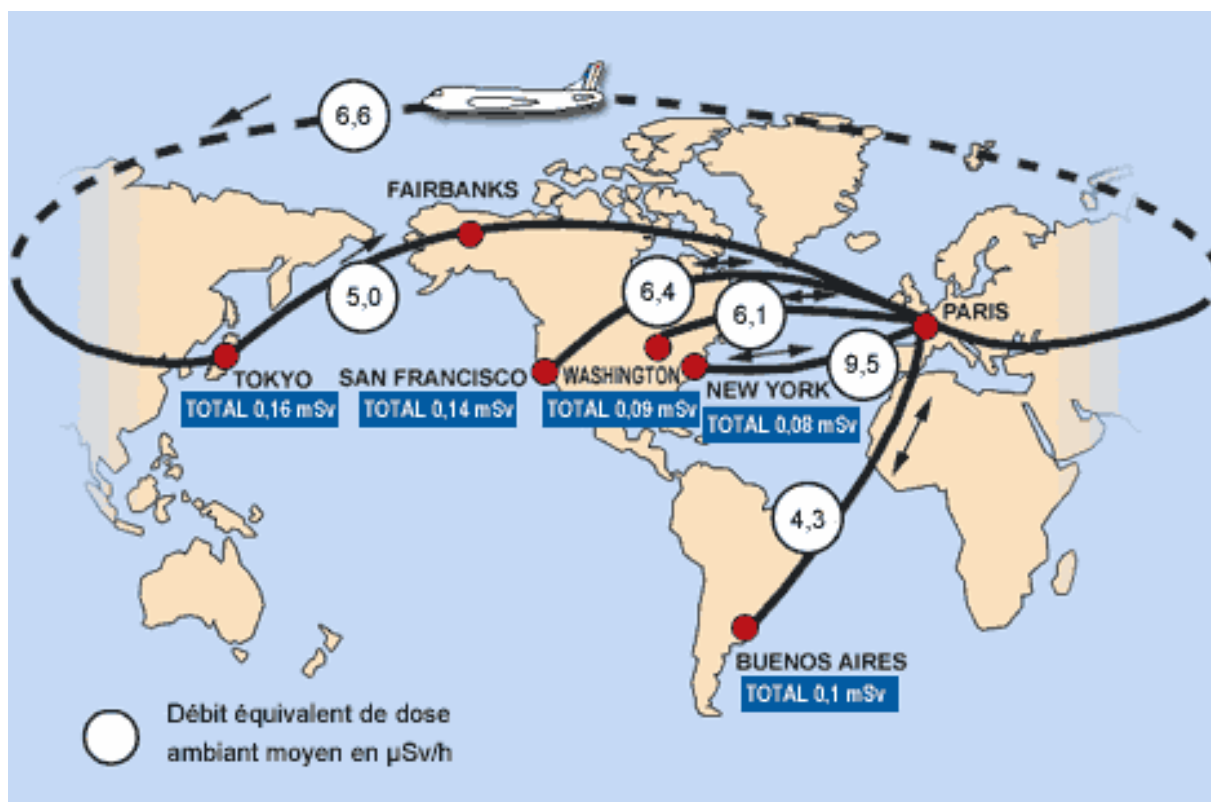 6,6
FAIRBANKS
5,0
6,4
6,1
PARIS
9,5
TOKYO
TOTAL 0,16 mSv
SAN FRANCISCO
TOTAL 0,14 mSv
WASHINGTON
TOTAL 0,09 mSv
NEW YORK
TOTAL 0,08 mSv
4,3
BUENOS AIRES
TOTAL 0,1 mSv
Débit équivalent de dose
ambiant moyen en µSv/h